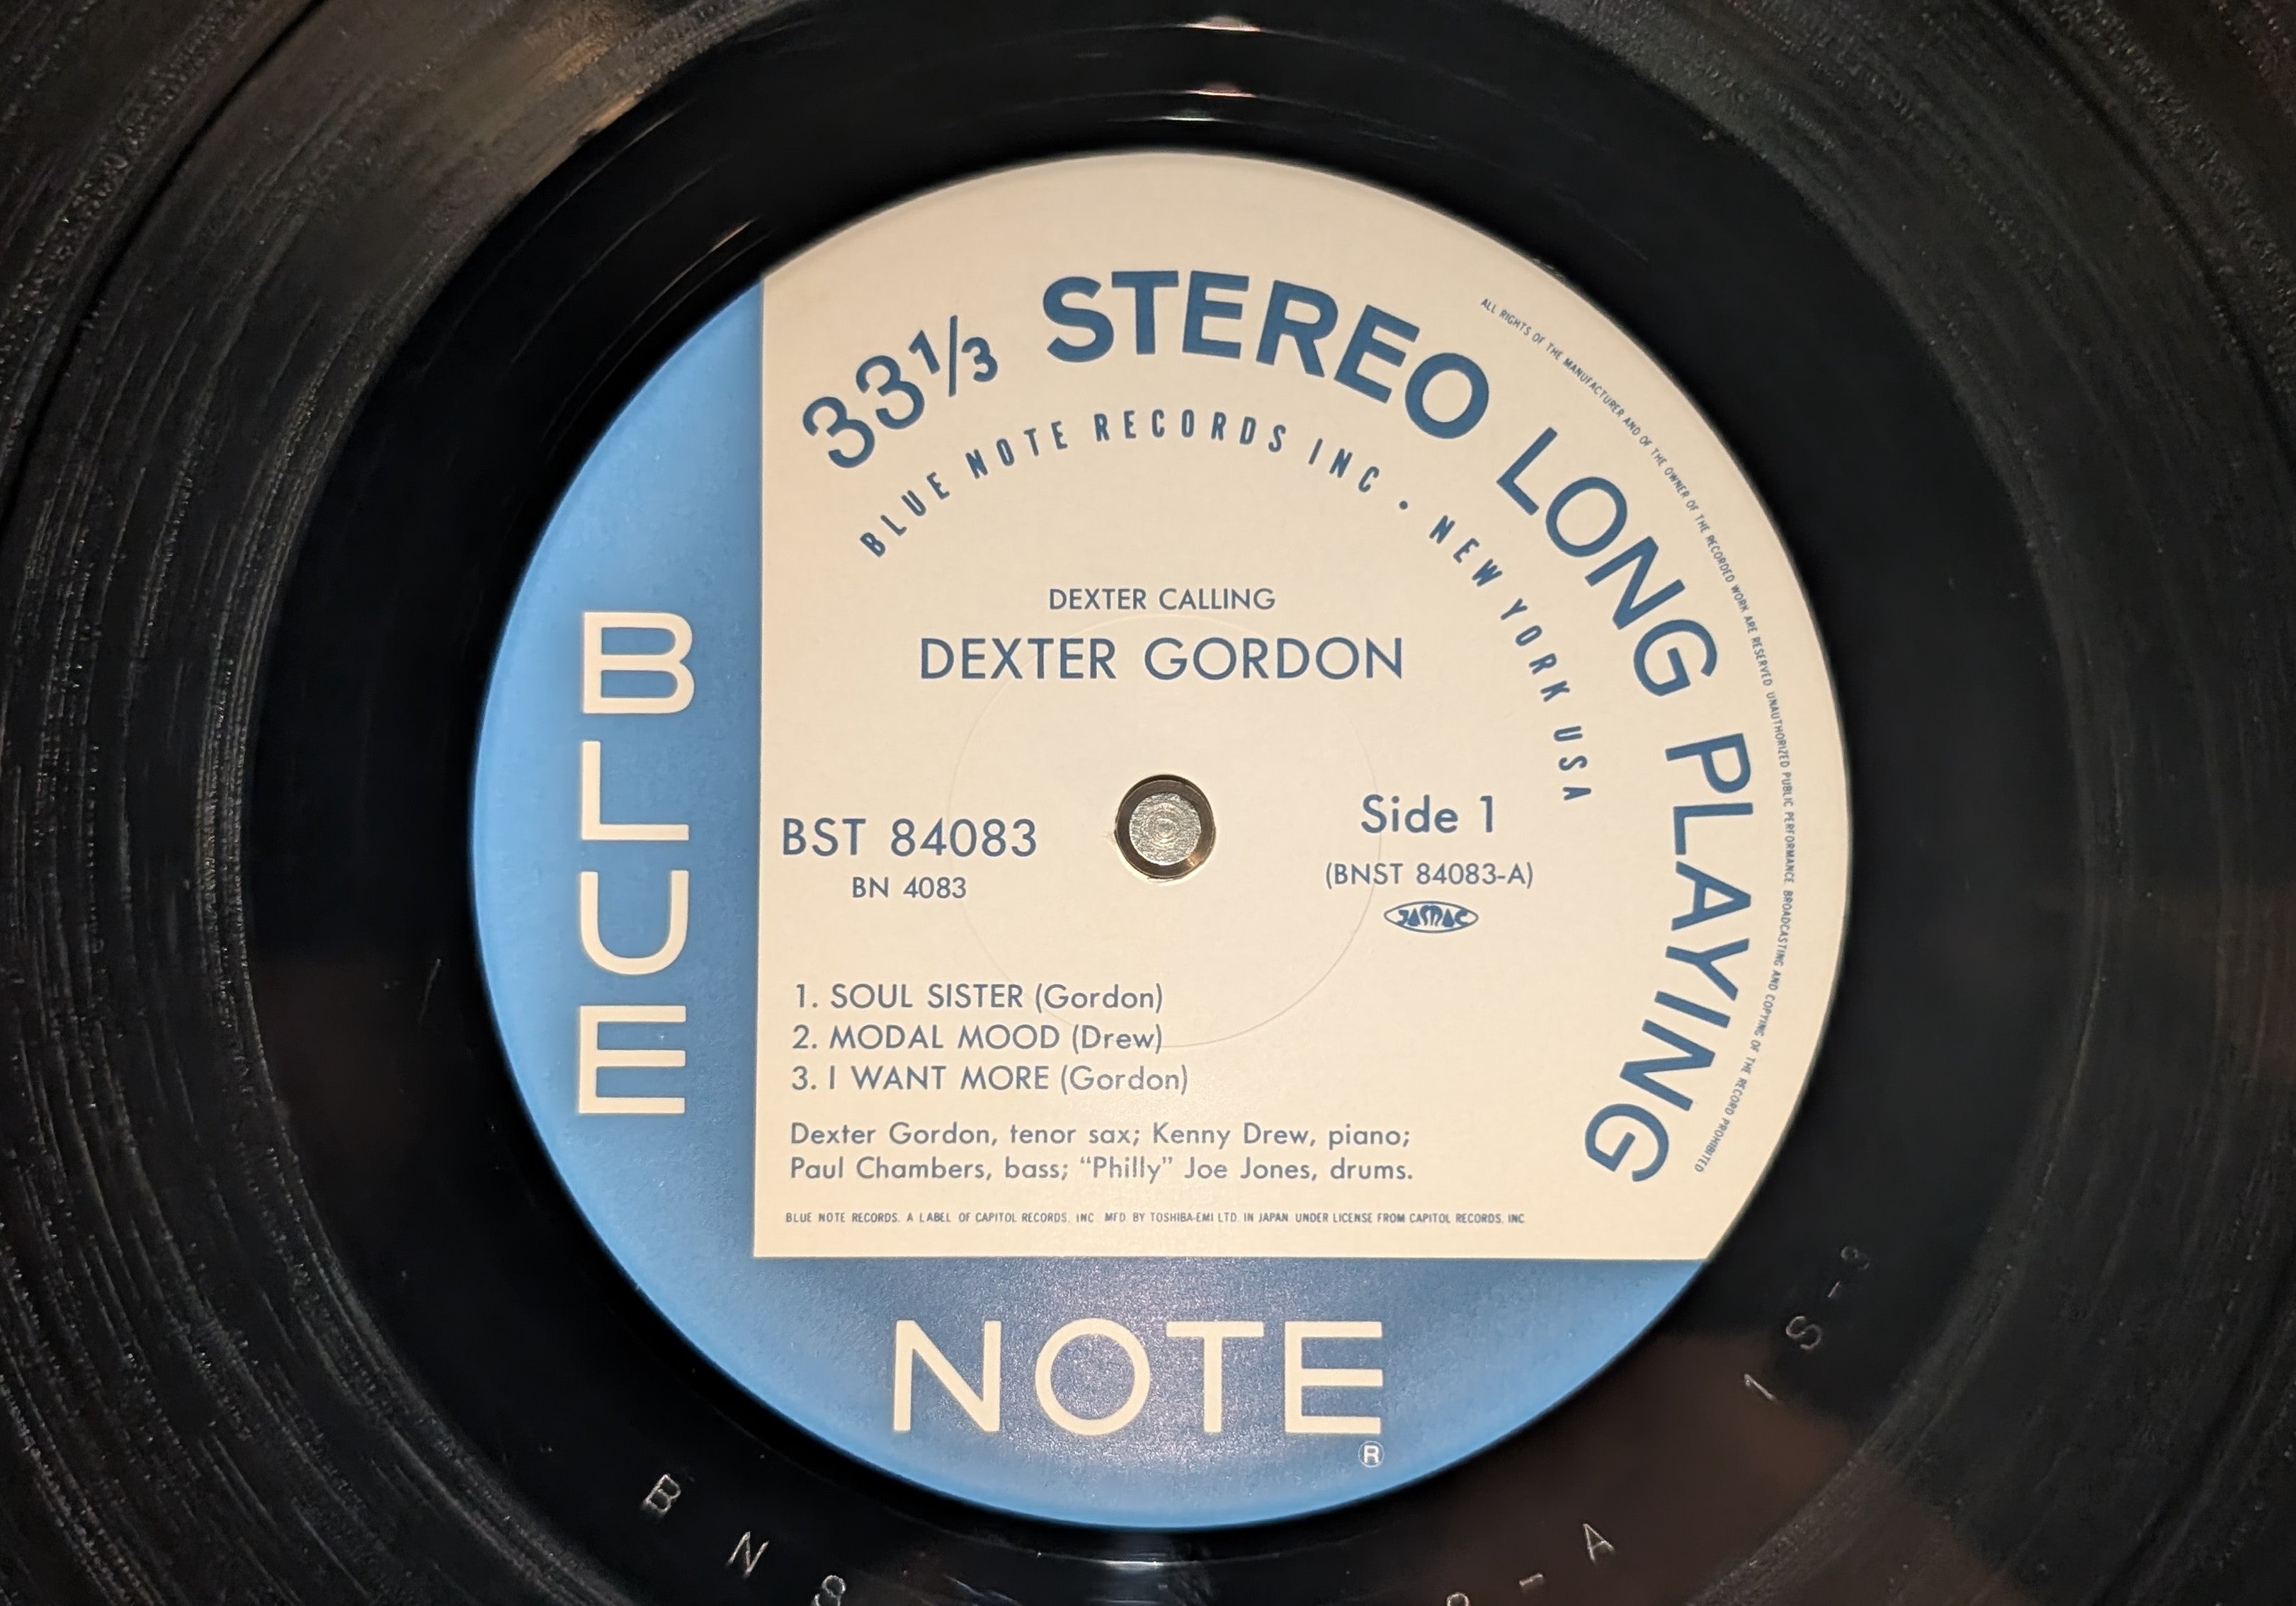 33⅓ STEREO LONG PLAYING
BLUE NOTE RECORDS INC • NEW YORK USA
ALL RIGHTS OF THE MANUFACTURER AND OF THE OWNER OF THE RECORDED WORK ARE RESERVED UNAUTHORIZED PUBLIC PERFORMANCE BROADCASTING AND COPYING OF THE RECORD PROHIBITED
DEXTER CALLING
DEXTER GORDON
BST 84083
BN 4083
Side 1
(BNST 84083-A)
JASRAC
1. SOUL SISTER (Gordon)
2. MODAL MOOD (Drew)
3. I WANT MORE (Gordon)
Dexter Gordon, tenor sax; Kenny Drew, piano;
Paul Chambers, bass; “Philly” Joe Jones, drums.
BLUE NOTE RECORDS. A LABEL OF CAPITOL RECORDS, INC MFD BY TOSHIBA-EMI LTD. IN JAPAN UNDER LICENSE FROM CAPITOL RECORDS, INC
BLUE
NOTE
®